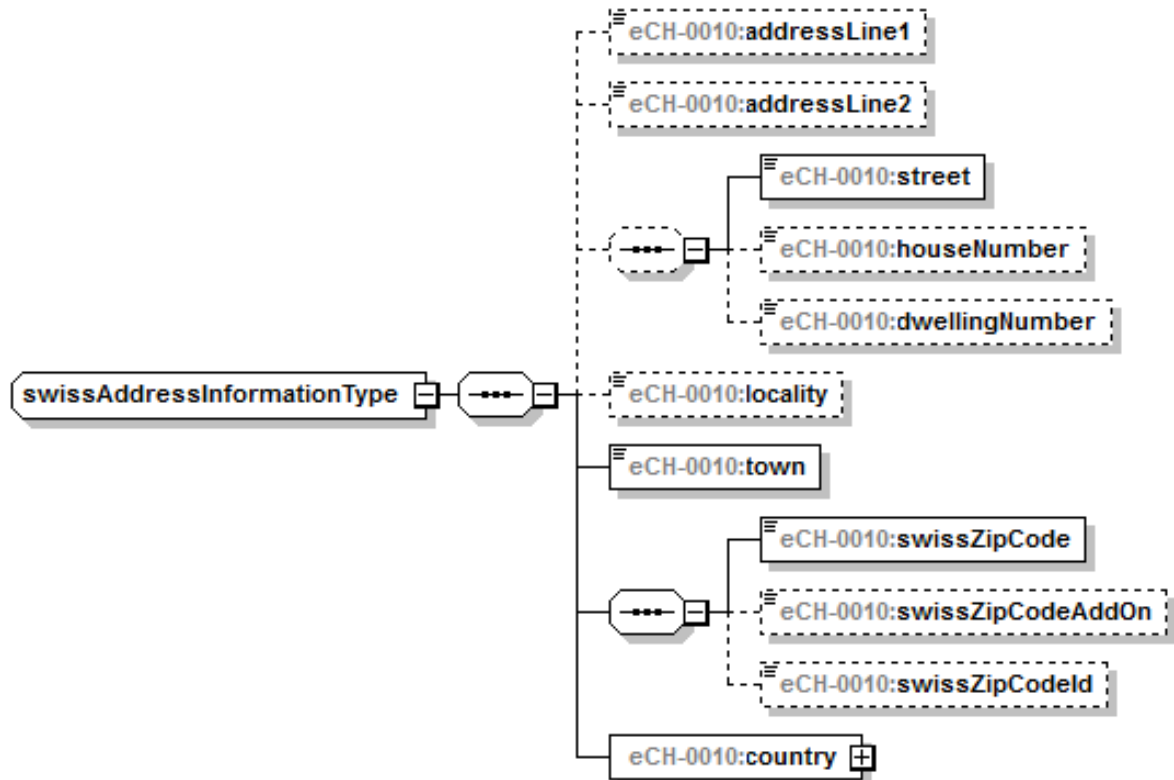 eCH-0010:addressLine1
eCH-0010:addressLine2
eCH-0010:street
eCH-0010:houseNumber
eCH-0010:dwellingNumber
swissAddressInformationType
eCH-0010:locality
eCH-0010:town
eCH-0010:swissZipCode
eCH-0010:swissZipCodeAddOn
eCH-0010:swissZipCodeId
eCH-0010:country